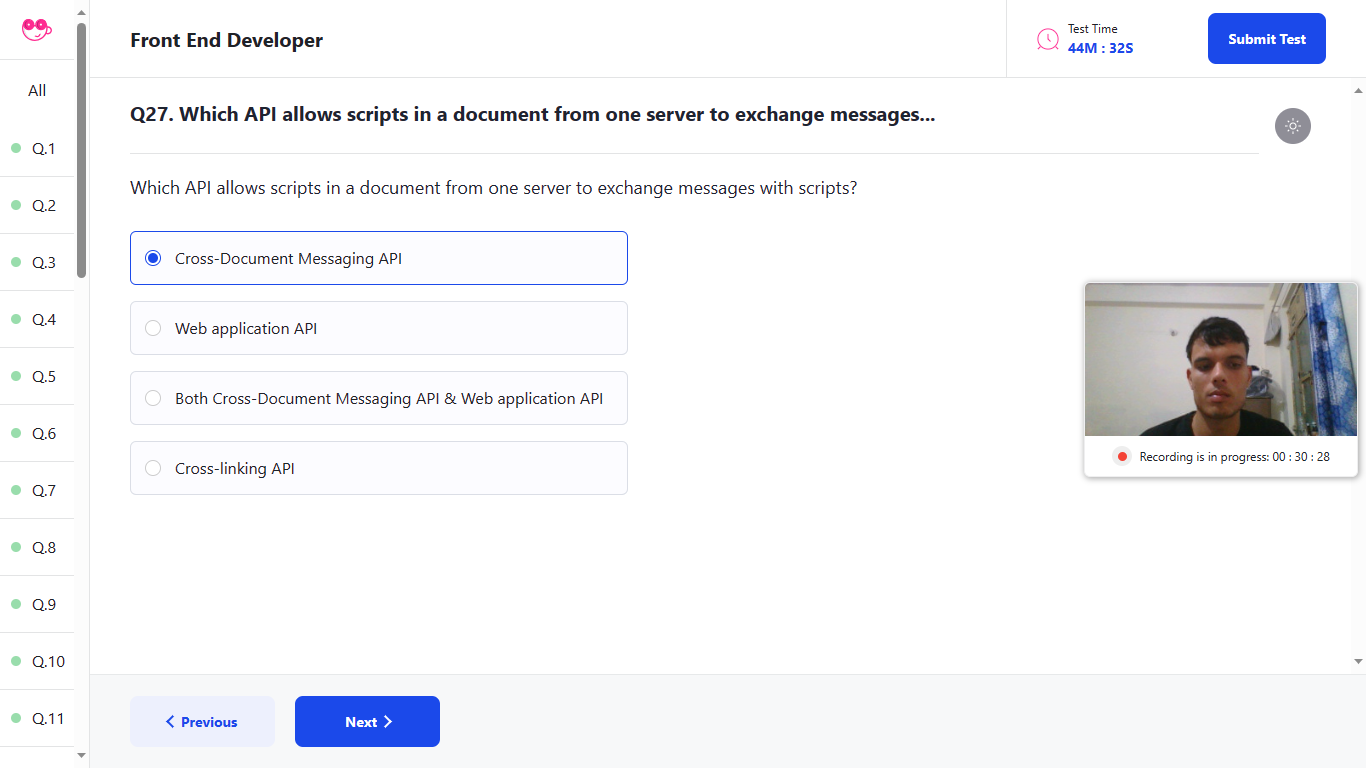 Front End Developer
Test Time
44M : 32S
Submit Test
All
Q.1
Q.2
Q.3
Q.4
Q.5
Q.6
Q.7
Q.8
Q.9
Q.10
Q.11
Q27. Which API allows scripts in a document from one server to exchange messages...
Which API allows scripts in a document from one server to exchange messages with scripts?
Cross-Document Messaging API
Web application API
Both Cross-Document Messaging API & Web application API
Cross-linking API
Recording is in progress: 00 : 30 : 28
Previous
Next